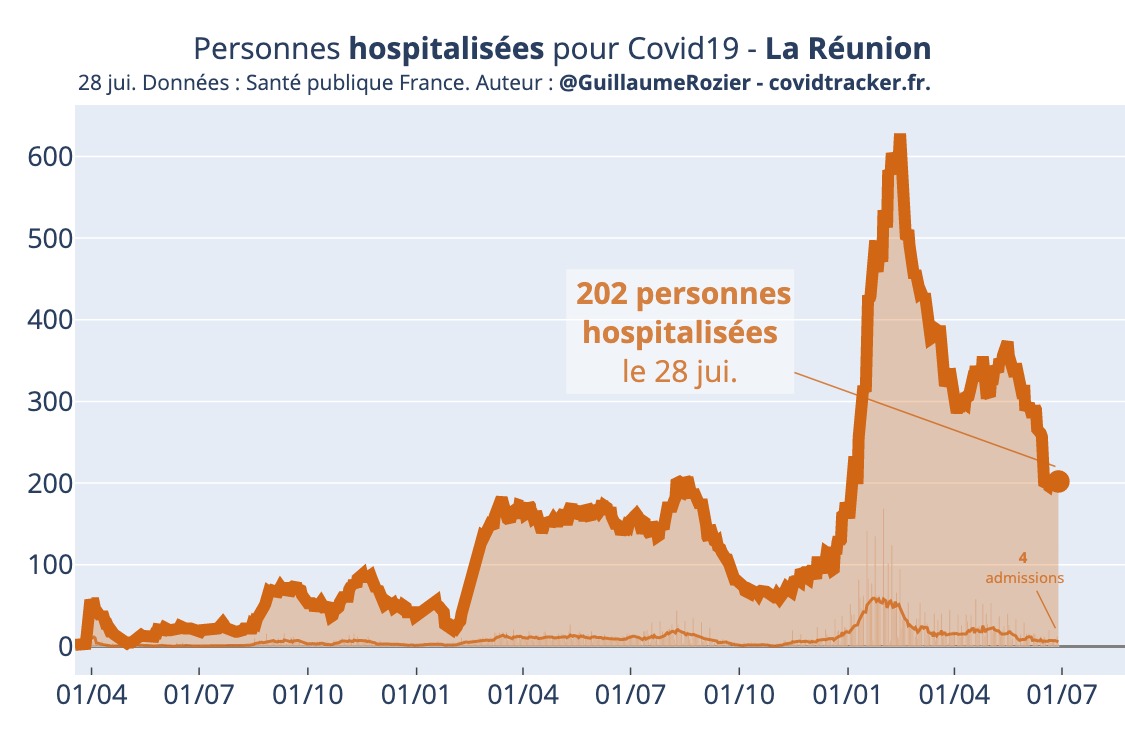 Personnes hospitalisées pour Covid19 - La Réunion
28 jui. Données : Santé publique France. Auteur : @GuillaumeRozier - covidtracker.fr.
600
500
400
300
200
100
0
202 personnes
hospitalisées
le 28 jui.
4
admissions
01/04 01/07 01/10 01/01 01/04 01/07 01/10 01/01 01/04 01/07